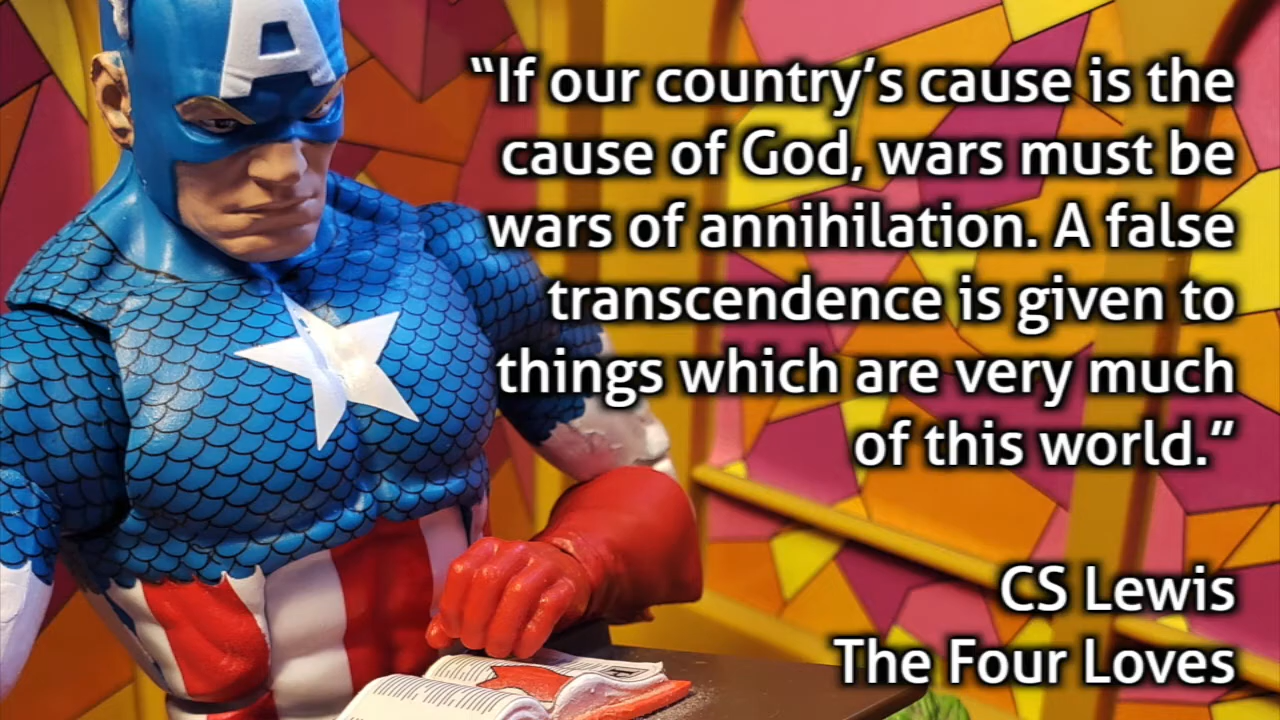 A
“If our country’s cause is the
cause of God, wars must be
wars of annihilation. A false
transcendence is given to
things which are very much
of this world.”
CS Lewis
The Four Loves